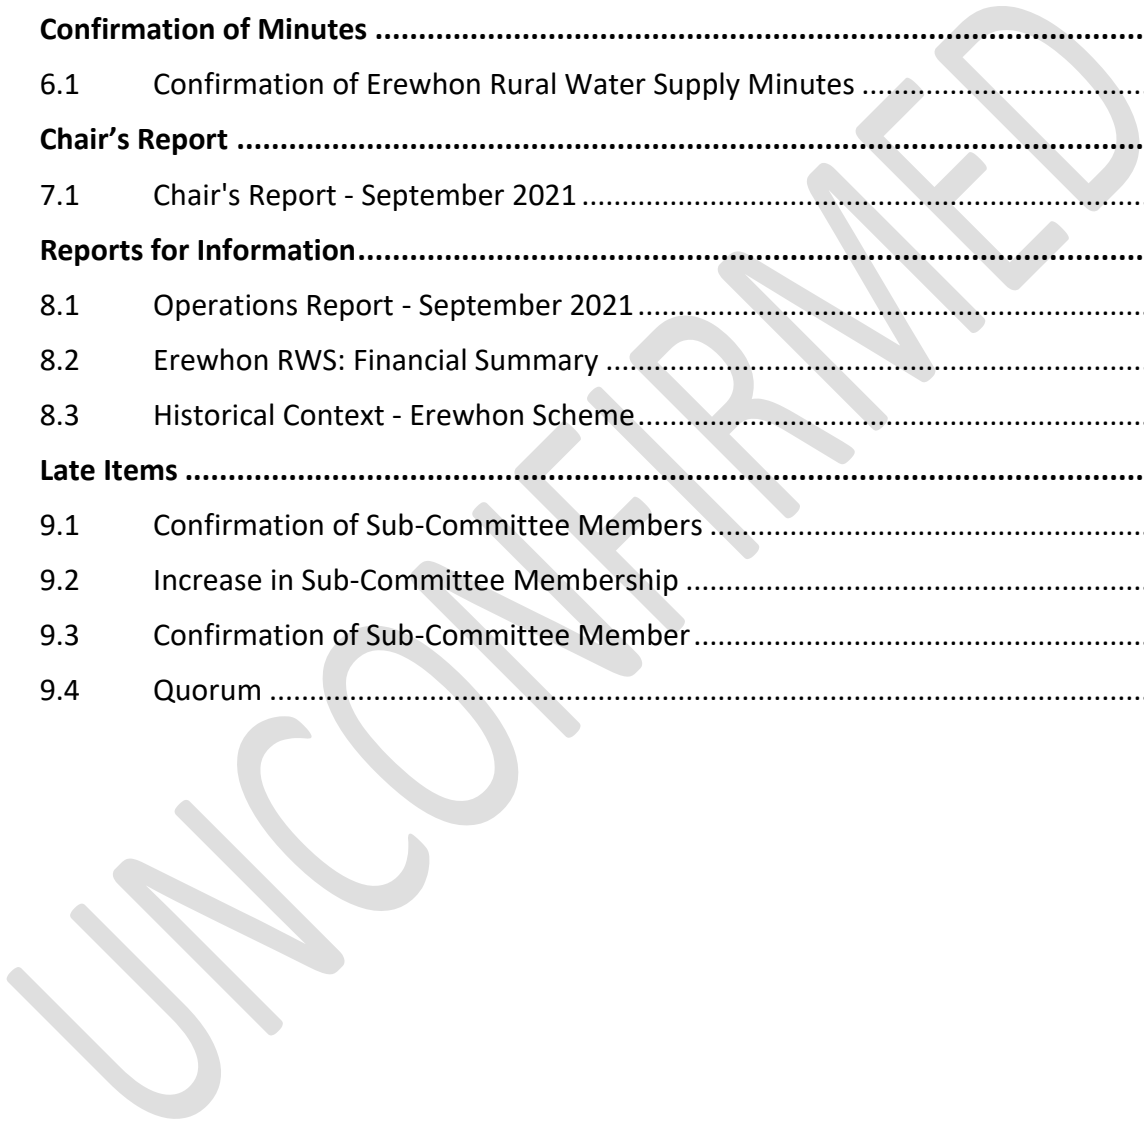 Confirmation of Minutes ................................................................................................
6.1 Confirmation of Erewhon Rural Water Supply Minutes ....................................
Chair’s Report .................................................................................................................
7.1 Chair's Report - September 2021 .......................................................................
Reports for Information ..................................................................................................
8.1 Operations Report - September 2021 ................................................................
8.2 Erewhon RWS: Financial Summary ....................................................................
8.3 Historical Context - Erewhon Scheme ................................................................
Late Items ........................................................................................................................
9.1 Confirmation of Sub-Committee Members .......................................................
9.2 Increase in Sub-Committee Membership ..........................................................
9.3 Confirmation of Sub-Committee Member .........................................................
9.4 Quorum ..............................................................................................................
UNCONFIRMED